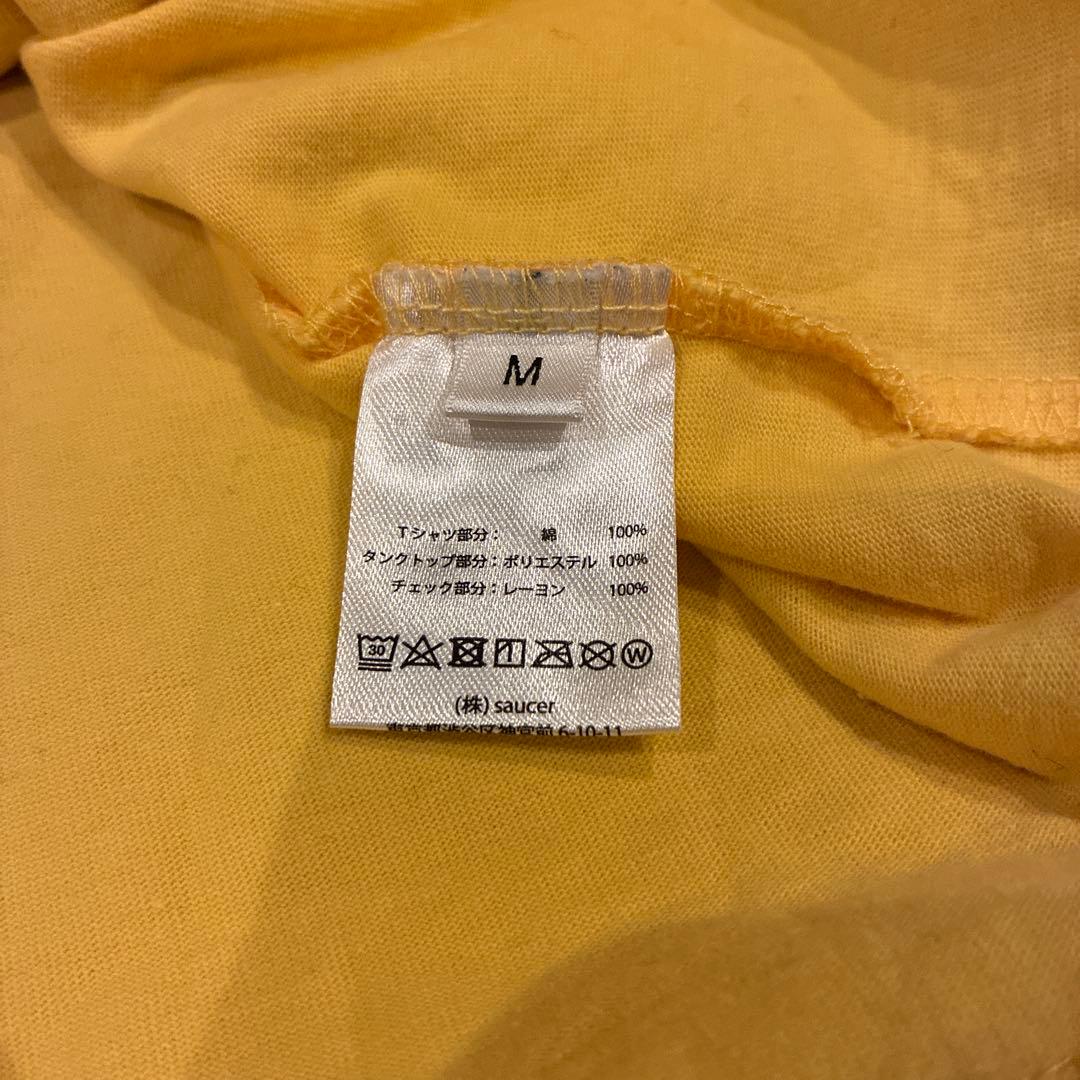 M
Tシャツ部分： 綿 100%
タンクトップ部分：ポリエステル 100%
チェック部分：レーヨン 100%
30
W
(株) saucer
東京都渋谷区神宮前 6-10-11